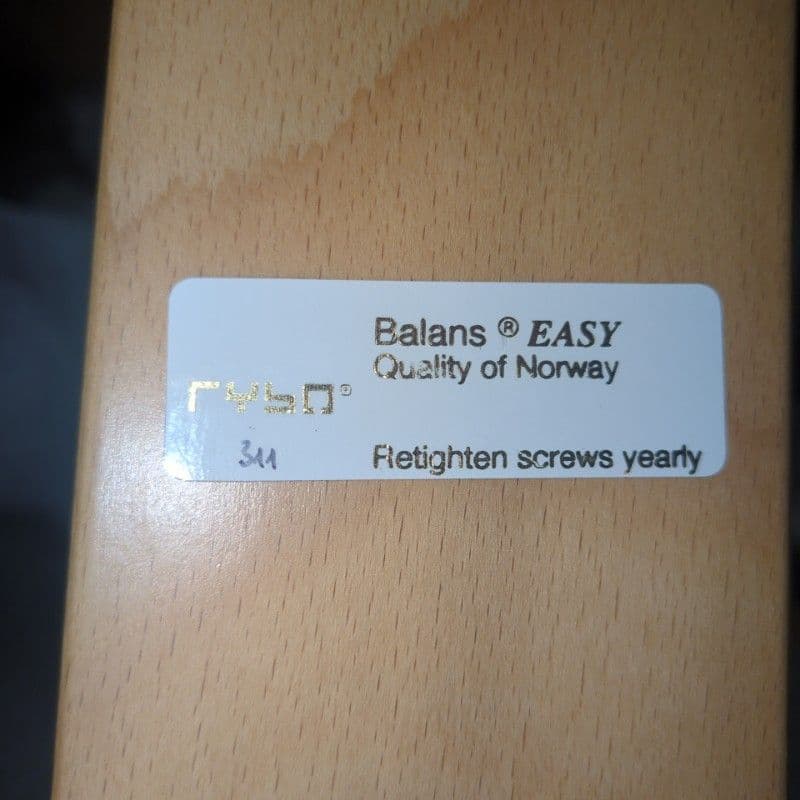 Balans ® EASY
Quality of Norway
rybo®
311
Retighten screws yearly